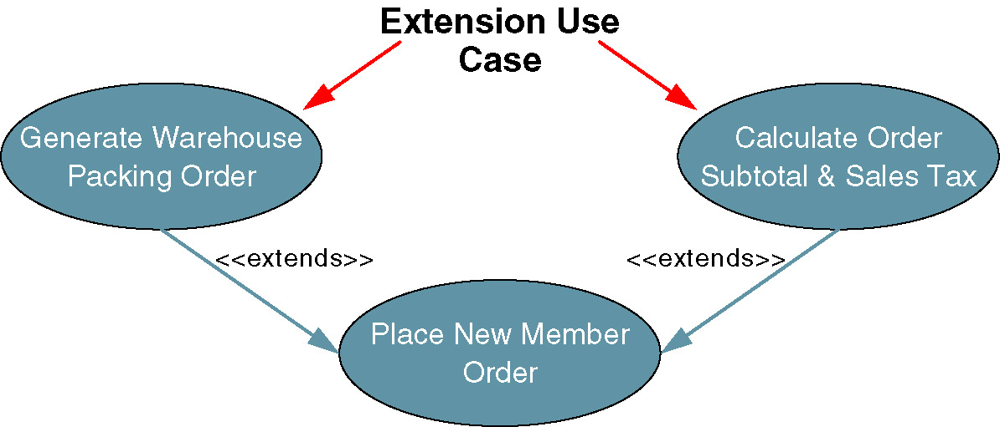 Extension Use
Case
Generate Warehouse
Packing Order
Calculate Order
Subtotal & Sales Tax
<<extends>>
<<extends>>
Place New Member
Order